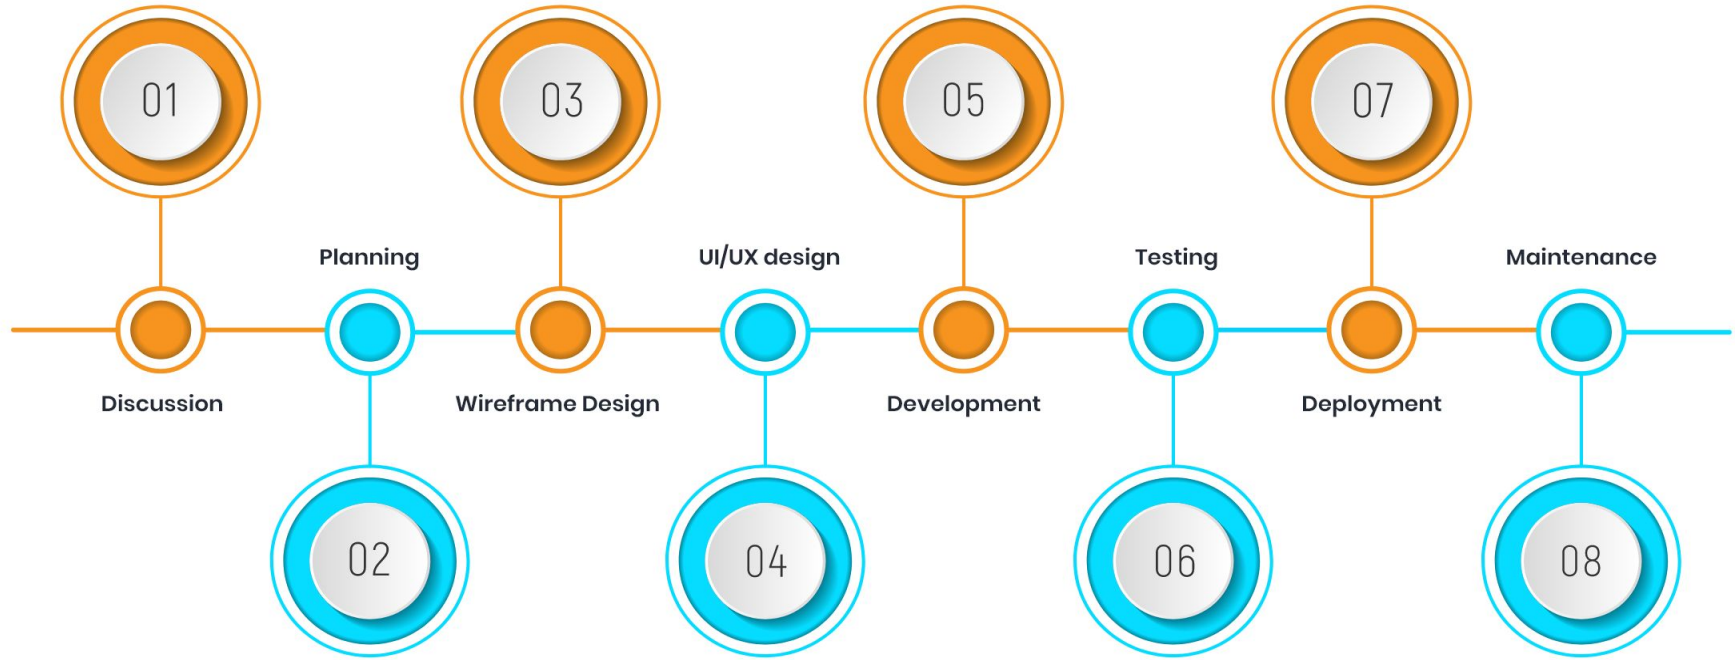 01
Discussion
02
Planning
03
Wireframe Design
04
UI/UX design
05
Development
06
Testing
07
Deployment
08
Maintenance